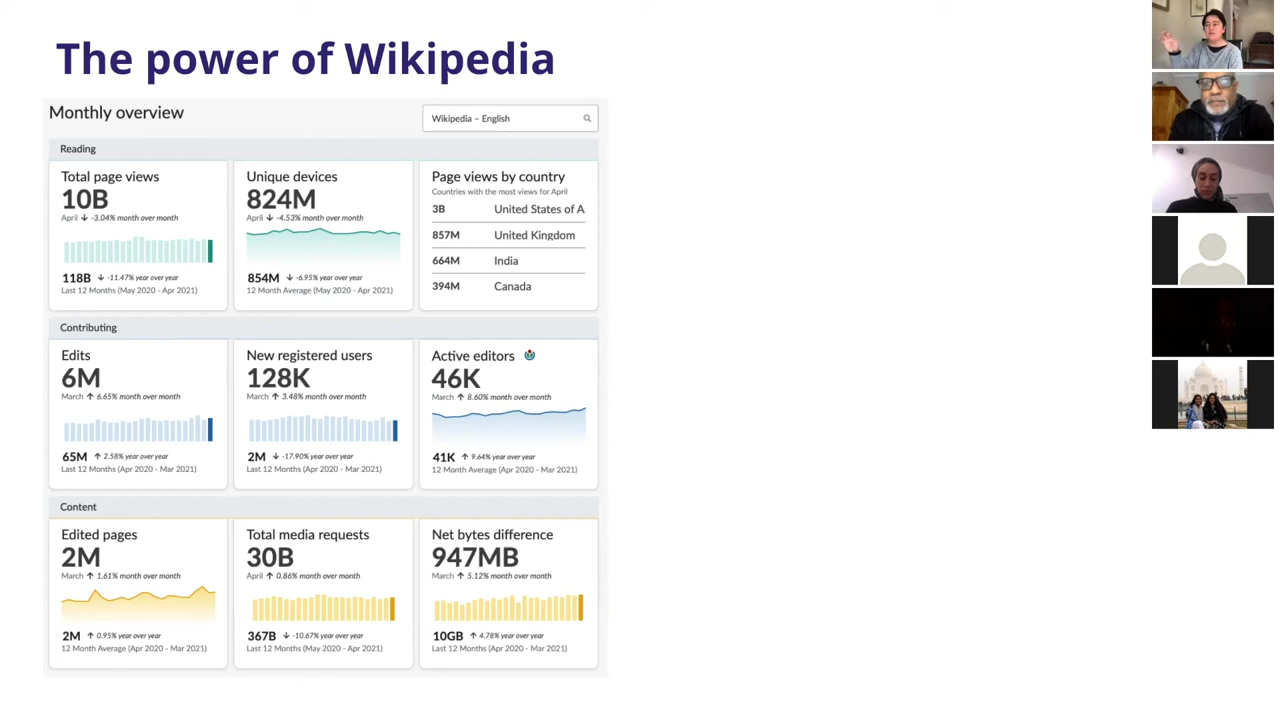 The power of Wikipedia
Monthly overview
Wikipedia – English
Reading
Total page views
10B
April ↓ -3.04% month over month
118B ↓ -11.47% year over year
Last 12 Months (May 2020 - Apr 2021)
Unique devices
824M
April ↓ -4.53% month over month
854M ↓ -6.95% year over year
12 Month Average (May 2020 - Apr 2021)
Page views by country
Countries with the most views for April
3B United States of A
857M United Kingdom
664M India
394M Canada
Contributing
Edits
6M
March ↑ 6.65% month over month
65M ↑ 2.58% year over year
Last 12 Months (Apr 2020 - Mar 2021)
New registered users
128K
March ↑ 3.48% month over month
2M ↓ -17.90% year over year
Last 12 Months (Apr 2020 - Mar 2021)
Active editors
46K
March ↑ 8.60% month over month
41K ↑ 9.64% year over year
12 Month Average (Apr 2020 - Mar 2021)
Content
Edited pages
2M
March ↑ 1.61% month over month
2M ↑ 0.95% year over year
12 Month Average (Apr 2020 - Mar 2021)
Total media requests
30B
April ↑ 0.86% month over month
367B ↓ -10.67% year over year
Last 12 Months (May 2020 - Apr 2021)
Net bytes difference
947MB
March ↑ 5.12% month over month
10GB ↑ 4.78% year over year
Last 12 Months (Apr 2020 - Mar 2021)